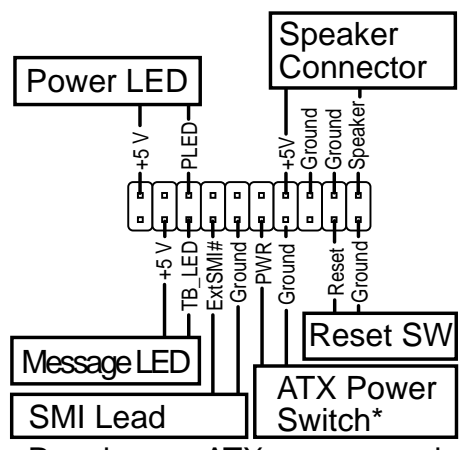 Speaker
Connector
Power LED
+5 V
PLED
+5V
Ground
Ground
Speaker
+5 V
TB_LED
ExtSMI#
Ground
PWR
Ground
Reset
Ground
Reset SW
Message LED
ATX Power
Switch*
SMI Lead